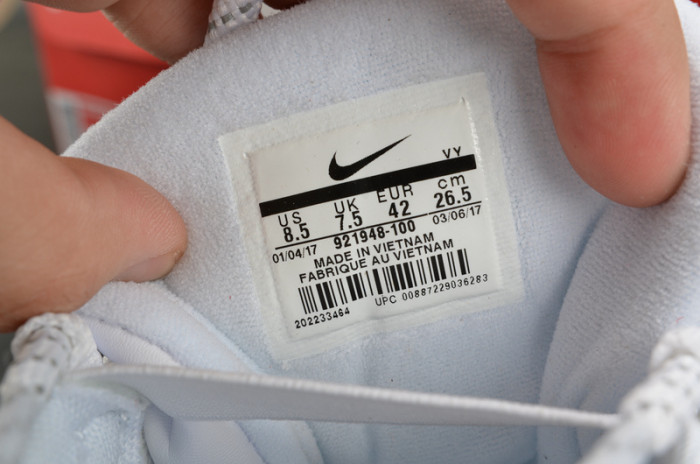 VY
US UK EUR cm
8.5 7.5 42 26.5
01/04/17 921948-100 03/06/17
MADE IN VIETNAM
FABRIQUE AU VIETNAM
202233464 UPC 00887229036283